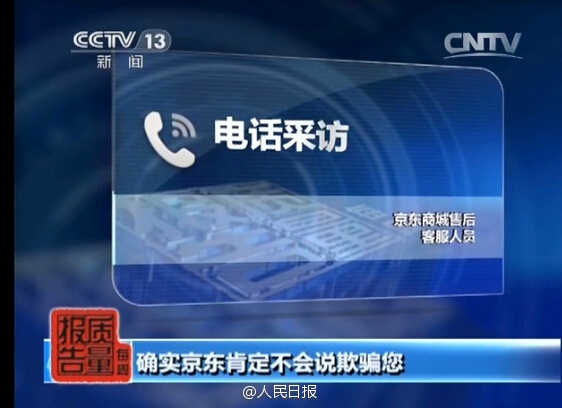 CCTV 13
新闻
CNTV
电话采访
京东商城售后
客服人员
每周
质量
报告
确实京东肯定不会说欺骗您
@人民日报